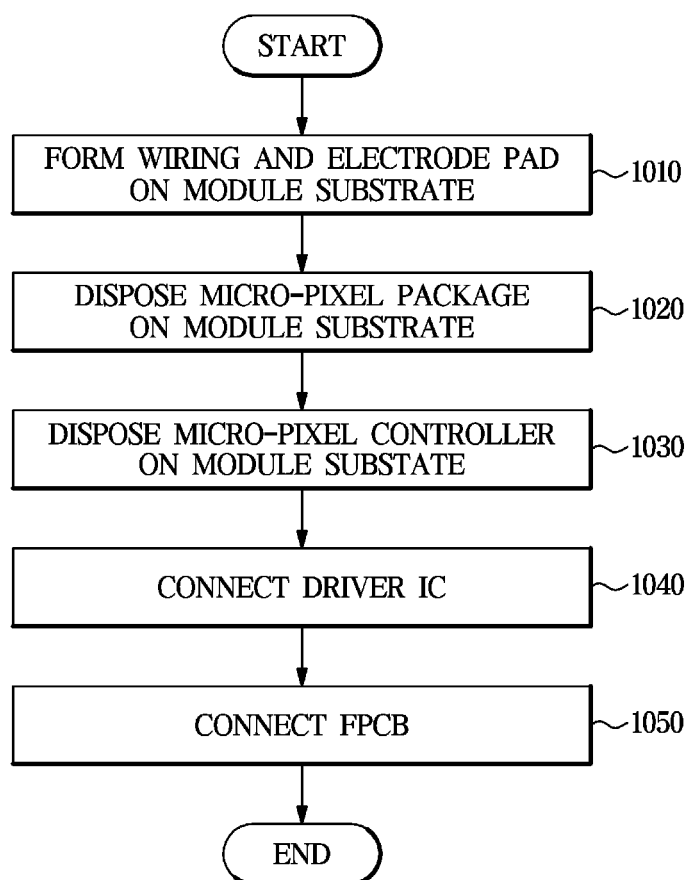 START
FORM WIRING AND ELECTRODE PAD
ON MODULE SUBSTRATE
1010
DISPOSE MICRO-PIXEL PACKAGE
ON MODULE SUBSTRATE
1020
DISPOSE MICRO-PIXEL CONTROLLER
ON MODULE SUBSTATE
1030
CONNECT DRIVER IC
1040
CONNECT FPCB
1050
END